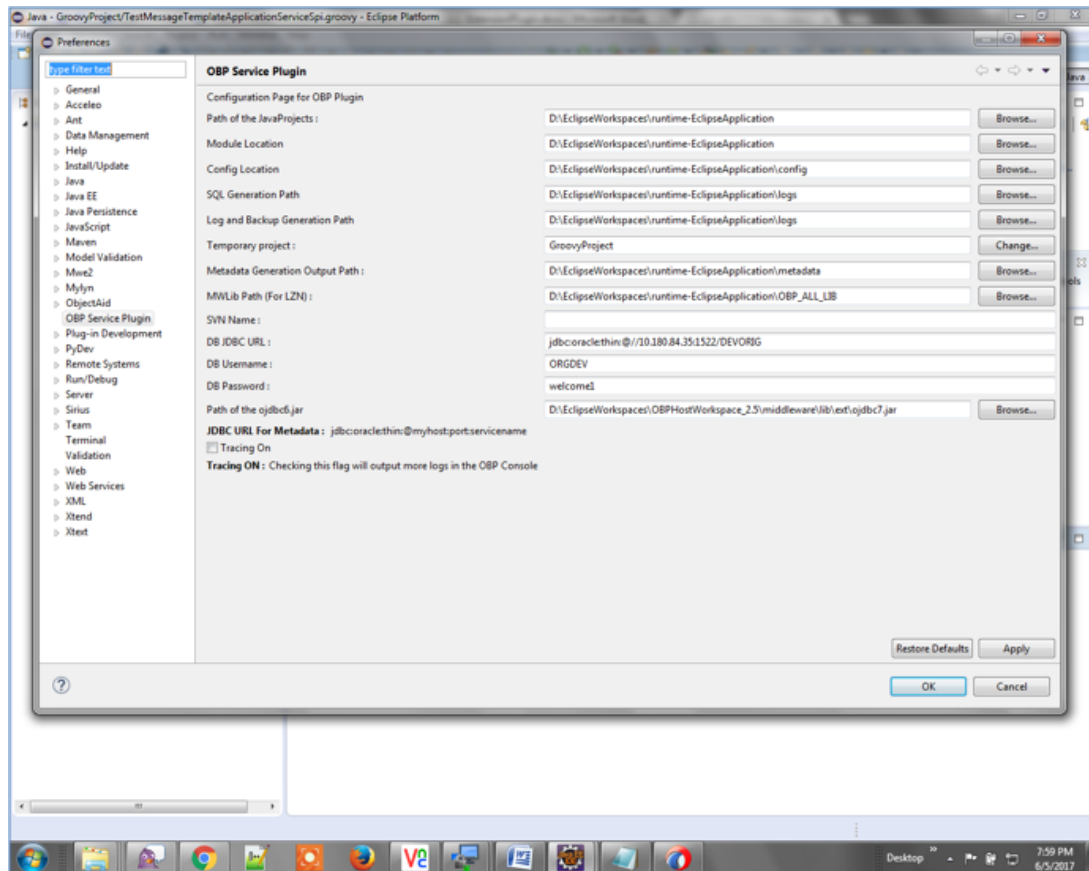 Java - GroovyProject/TestMessageTemplateApplicationServiceSpi.groovy - Eclipse Platform
File
Preferences
type filter text
General
Acceleo
Ant
Data Management
Help
Install/Update
Java
Java EE
Java Persistence
JavaScript
Maven
Model Validation
Mwe2
Mylyn
ObjectAid
OBP Service Plugin
Plug-in Development
PyDev
Remote Systems
Run/Debug
Server
Sirius
Team
Terminal
Validation
Web
Web Services
XML
Xtend
Xtext
OBP Service Plugin
Configuration Page for OBP Plugin
Path of the JavaProjects : D:\EclipseWorkspaces\runtime-EclipseApplication Browse...
Module Location D:\EclipseWorkspaces\runtime-EclipseApplication Browse...
Config Location D:\EclipseWorkspaces\runtime-EclipseApplication\config Browse...
SQL Generation Path D:\EclipseWorkspaces\runtime-EclipseApplication\logs Browse...
Log and Backup Generation Path D:\EclipseWorkspaces\runtime-EclipseApplication\logs Browse...
Temporary project : GroovyProject Change...
Metadata Generation Output Path : D:\EclipseWorkspaces\runtime-EclipseApplication\metadata Browse...
MWLib Path (For LZN) : D:\EclipseWorkspaces\runtime-EclipseApplication\OBP_ALL_LIB Browse...
SVN Name :
DB JDBC URL : jdbc:oracle:thin:@//10.180.84.35:1522/DEVORIG
DB Username : ORGDEV
DB Password : welcome1
Path of the ojdbc6.jar D:\EclipseWorkspaces\OBPHostWorkspace_2.5\middleware\lib\ext\ojdbc7.jar Browse...
JDBC URL For Metadata : jdbc:oracle:thin:@myhost:port:servicename
Tracing On
Tracing ON : Checking this flag will output more logs in the OBP Console
Restore Defaults Apply
OK Cancel
Java
ols
Desktop
7:59 PM
6/5/2017